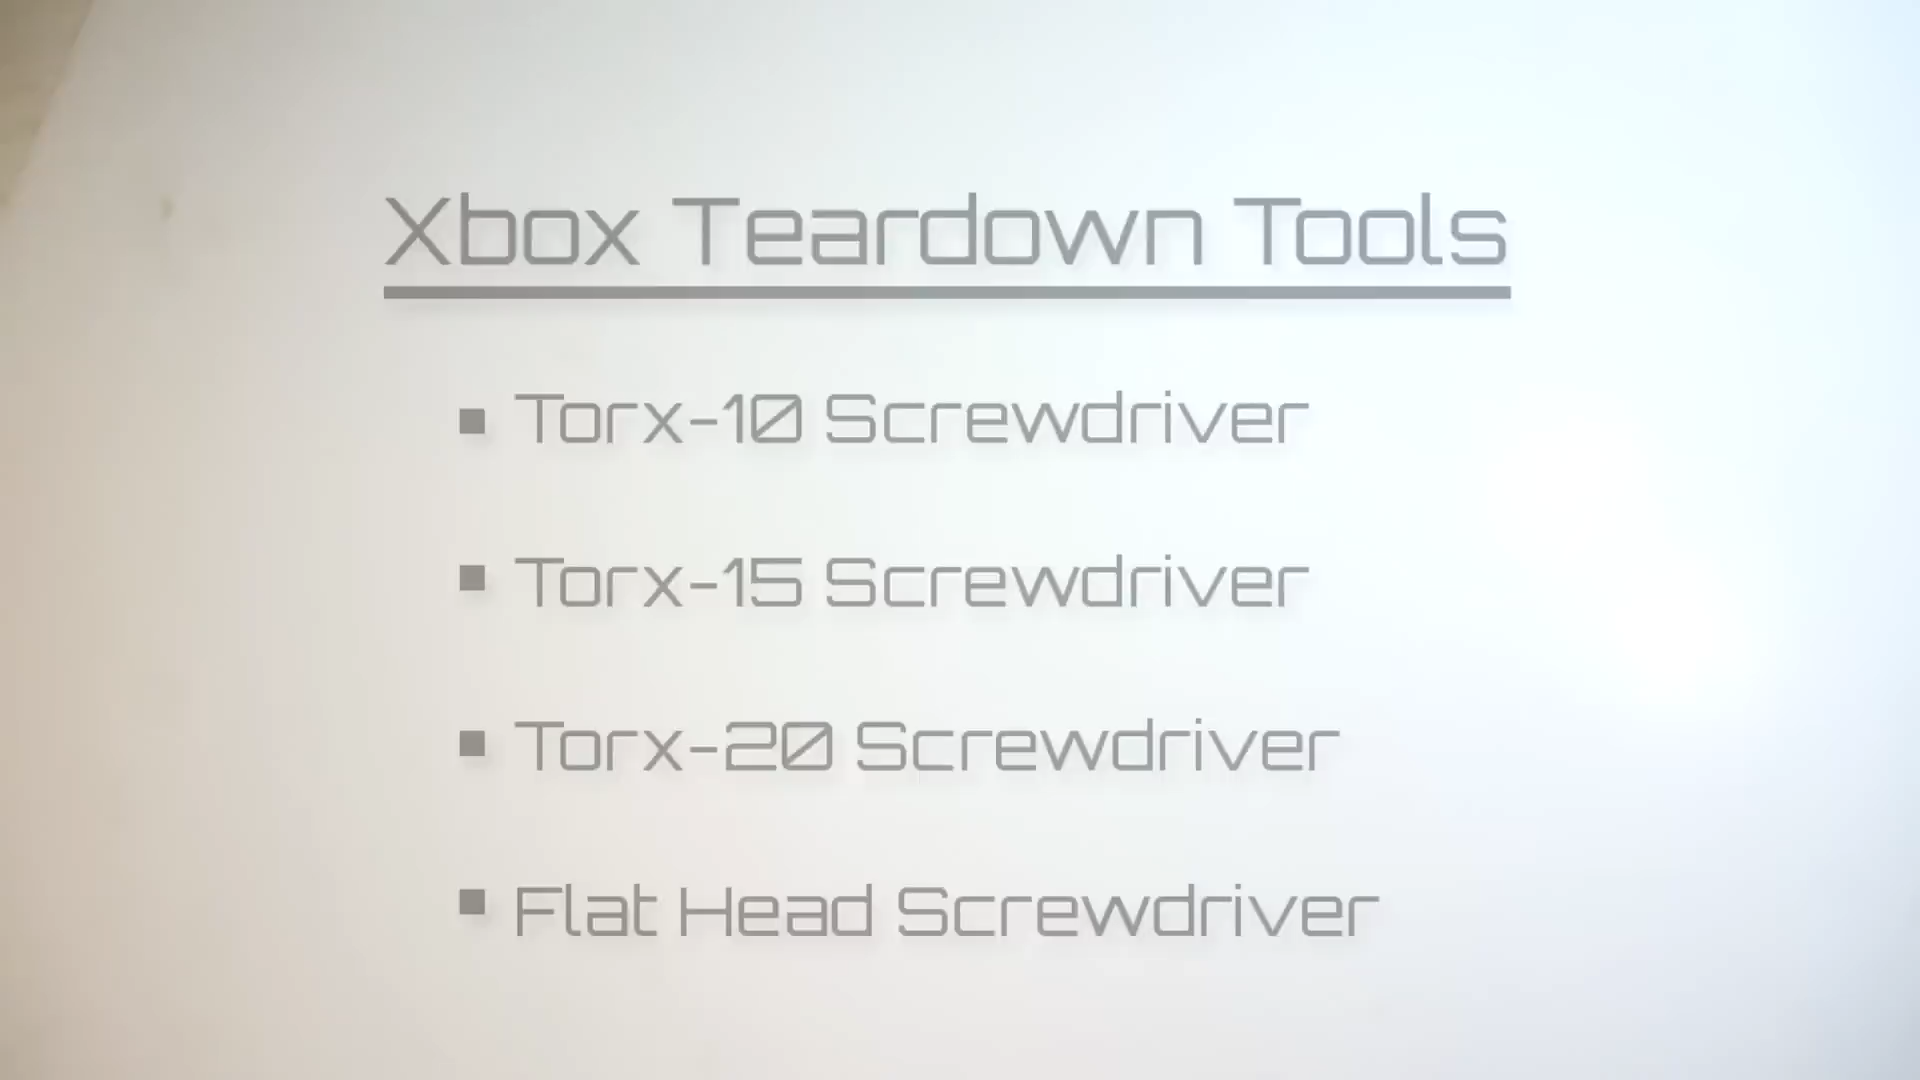 Xbox Teardown Tools
Torx-10 Screwdriver
Torx-15 Screwdriver
Torx-20 Screwdriver
Flat Head Screwdriver